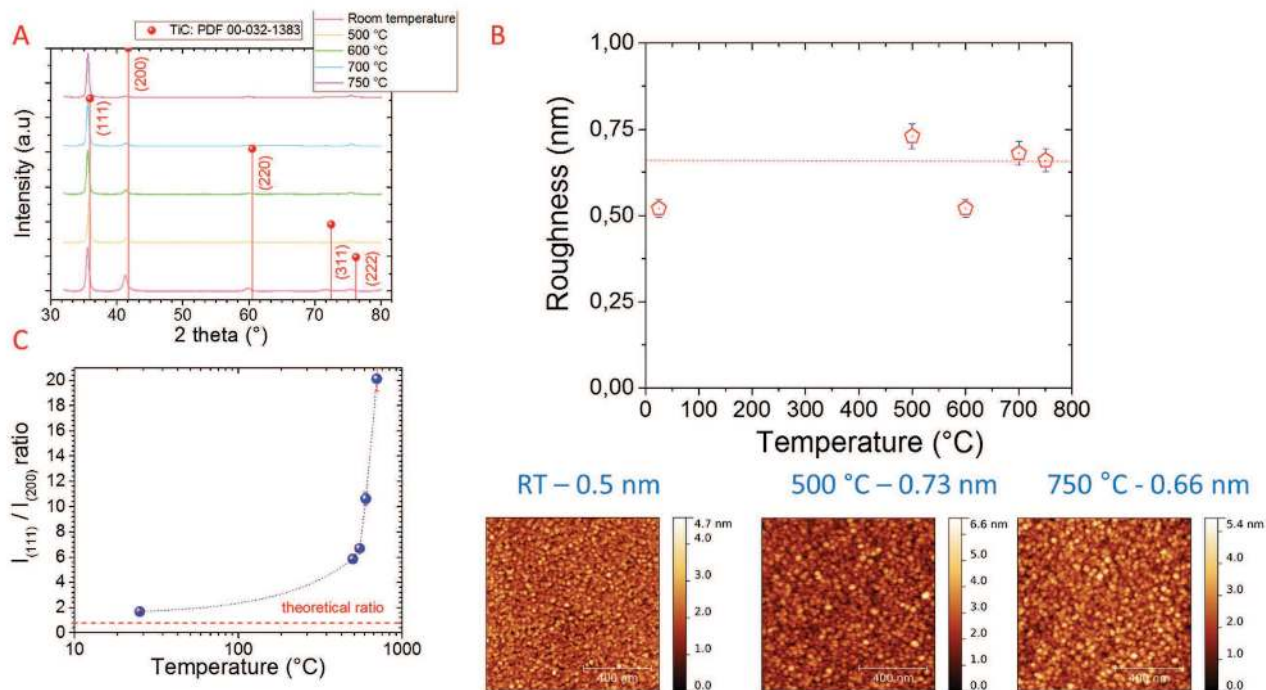 A
TiC: PDF 00-032-1383
Room temperature
500 °C
600 °C
700 °C
750 °C
(111)
(200)
(220)
(311)
(222)
Intensity (a.u)
30 40 50 60 70 80
2 theta (°)
B
1,00
0,75
0,50
0,25
0,00
Roughness (nm)
0 100 200 300 400 500 600 700 800
Temperature (°C)
C
20
18
16
14
12
10
8
6
4
2
0
I(111) / I(200) ratio
theoretical ratio
10 100 1000
Temperature (°C)
RT – 0.5 nm
4.7 nm
4.0
3.0
2.0
1.0
0.0
400 nm
500 °C – 0.73 nm
6.6 nm
5.0
4.0
3.0
2.0
1.0
0.0
400 nm
750 °C - 0.66 nm
5.4 nm
4.0
3.0
2.0
1.0
0.0
400 nm